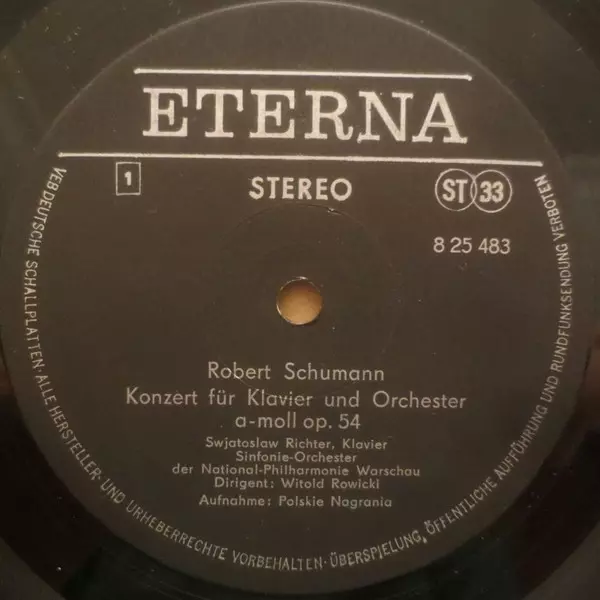 ETERNA
1
STEREO
ST 33
8 25 483
Robert Schumann
Konzert für Klavier und Orchester
a-moll op. 54
Swjatoslaw Richter, Klavier
Sinfonie-Orchester
der National-Philharmonie Warschau
Dirigent: Witold Rowicki
Aufnahme: Polskie Nagrania
VEB DEUTSCHE SCHALLPLATTEN · ALLE HERSTELLER- UND URHEBERRECHTE VORBEHALTEN · ÜBERSPIELUNG, ÖFFENTLICHE AUFFÜHRUNG UND RUNDFUNKSENDUNG VERBOTEN